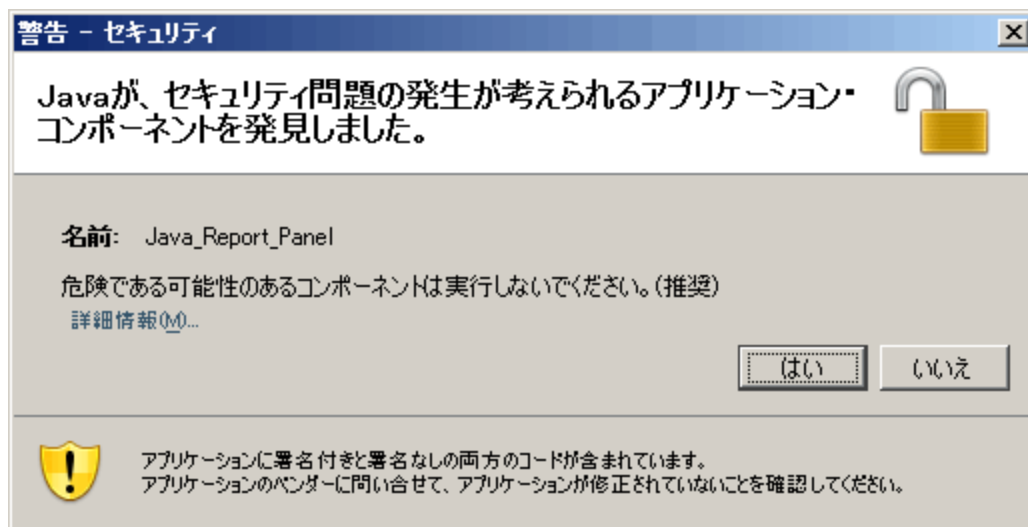 警告 - セキュリティ
Javaが、セキュリティ問題の発生が考えられるアプリケーション・
コンポーネントを発見しました。
名前: Java_Report_Panel
危険である可能性のあるコンポーネントは実行しないでください。(推奨)
詳細情報(M)...
はい いいえ
アプリケーションに署名付きと署名なしの両方のコードが含まれています。
アプリケーションのベンダーに問い合せて、アプリケーションが修正されていないことを確認してください。